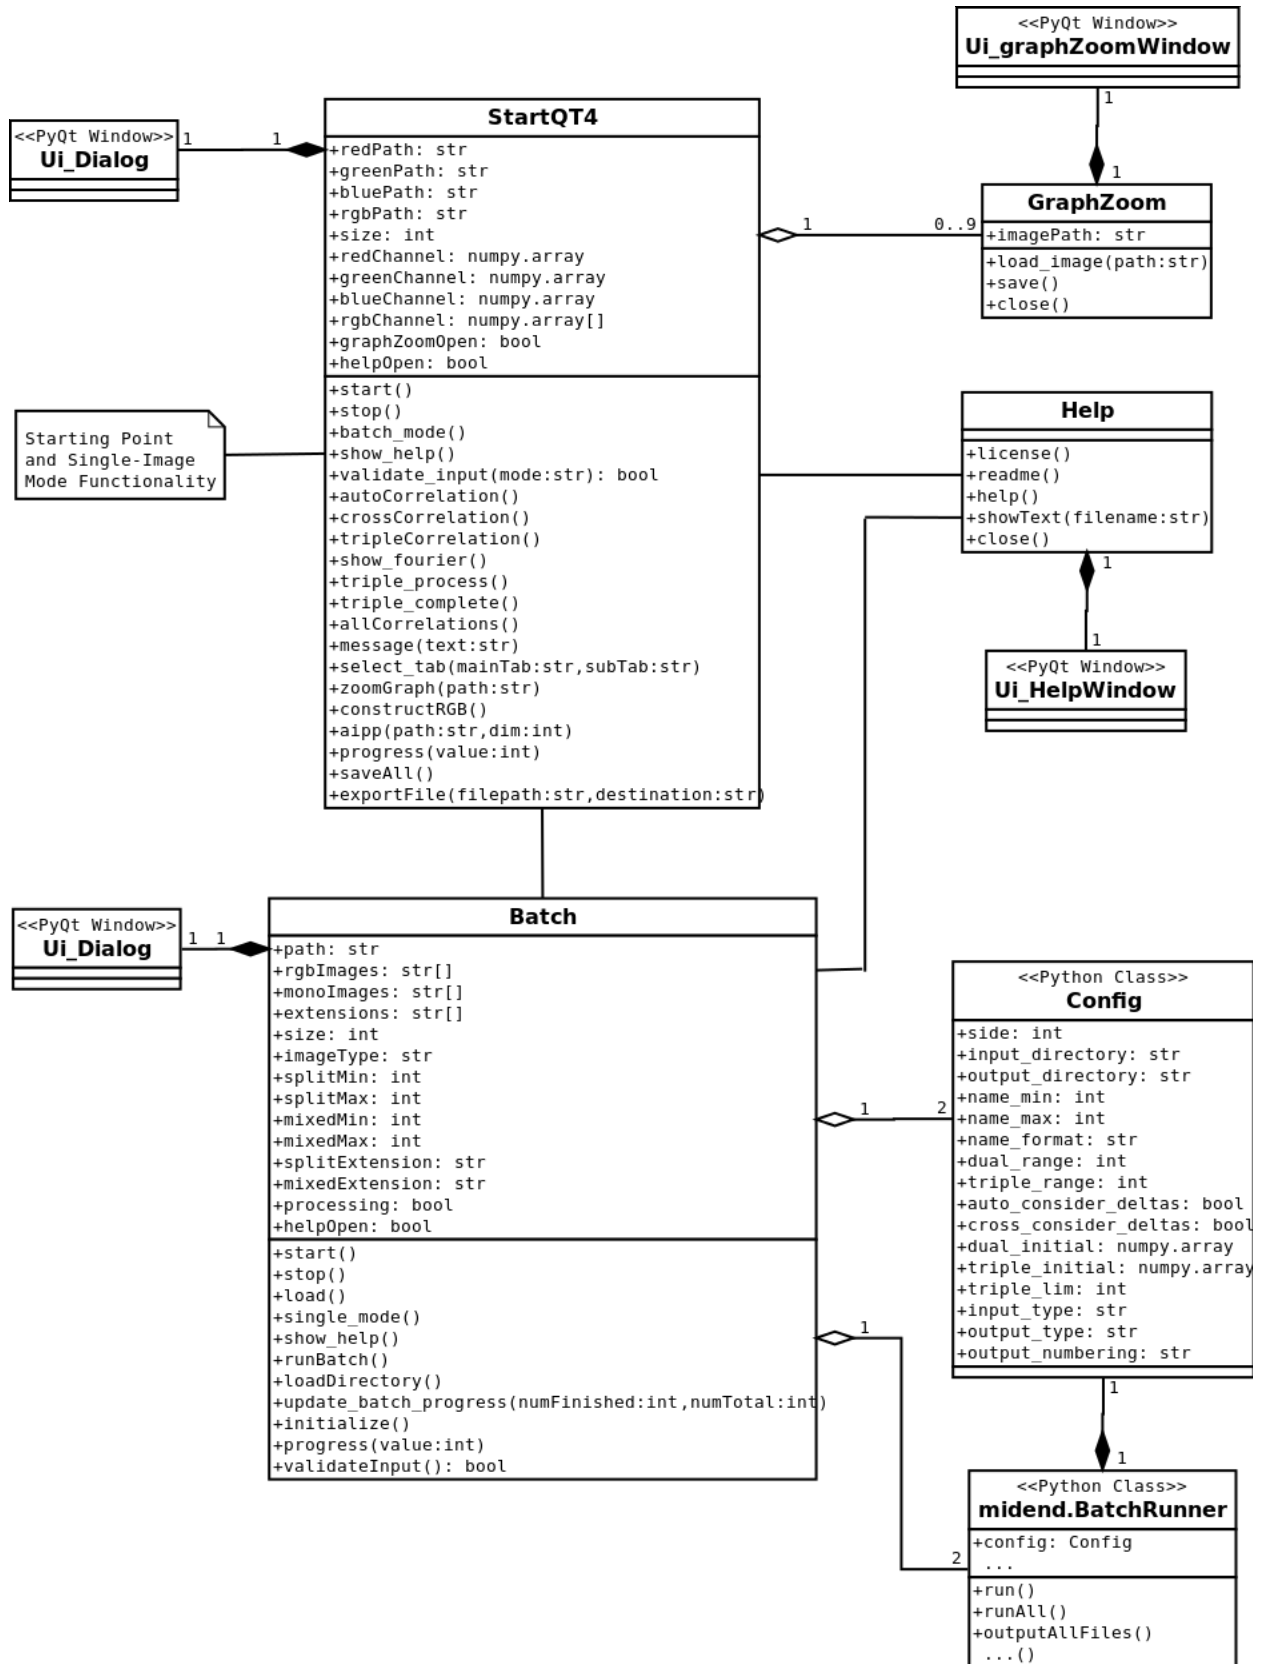 <<PyQt Window>>
Ui_graphZoomWindow
1
1
GraphZoom
+imagePath: str
+load_image(path:str)
+save()
+close()
<<PyQt Window>>
Ui_Dialog
1
1
StartQT4
+redPath: str
+greenPath: str
+bluePath: str
+rgbPath: str
+size: int
+redChannel: numpy.array
+greenChannel: numpy.array
+blueChannel: numpy.array
+rgbChannel: numpy.array[]
+graphZoomOpen: bool
+helpOpen: bool
+start()
+stop()
+batch_mode()
+show_help()
+validate_input(mode:str): bool
+autoCorrelation()
+crossCorrelation()
+tripleCorrelation()
+show_fourier()
+triple_process()
+triple_complete()
+allCorrelations()
+message(text:str)
+select_tab(mainTab:str,subTab:str)
+zoomGraph(path:str)
+constructRGB()
+aipp(path:str,dim:int)
+progress(value:int)
+saveAll()
+exportFile(filepath:str,destination:str)
1
0..9
Starting Point
and Single-Image
Mode Functionality
Help
+license()
+readme()
+help()
+showText(filename:str)
+close()
1
1
<<PyQt Window>>
Ui_HelpWindow
<<PyQt Window>>
Ui_Dialog
1
1
Batch
+path: str
+rgbImages: str[]
+monoImages: str[]
+extensions: str[]
+size: int
+imageType: str
+splitMin: int
+splitMax: int
+mixedMin: int
+mixedMax: int
+splitExtension: str
+mixedExtension: str
+processing: bool
+helpOpen: bool
+start()
+stop()
+load()
+single_mode()
+show_help()
+runBatch()
+loadDirectory()
+update_batch_progress(numFinished:int,numTotal:int)
+initialize()
+progress(value:int)
+validateInput(): bool
1
2
1
2
<<Python Class>>
Config
+side: int
+input_directory: str
+output_directory: str
+name_min: int
+name_max: int
+name_format: str
+dual_range: int
+triple_range: int
+auto_consider_deltas: bool
+cross_consider_deltas: bool
+dual_initial: numpy.array
+triple_initial: numpy.array
+triple_lim: int
+input_type: str
+output_type: str
+output_numbering: str
1
1
<<Python Class>>
midend.BatchRunner
+config: Config
...
+run()
+runAll()
+outputAllFiles()
...()